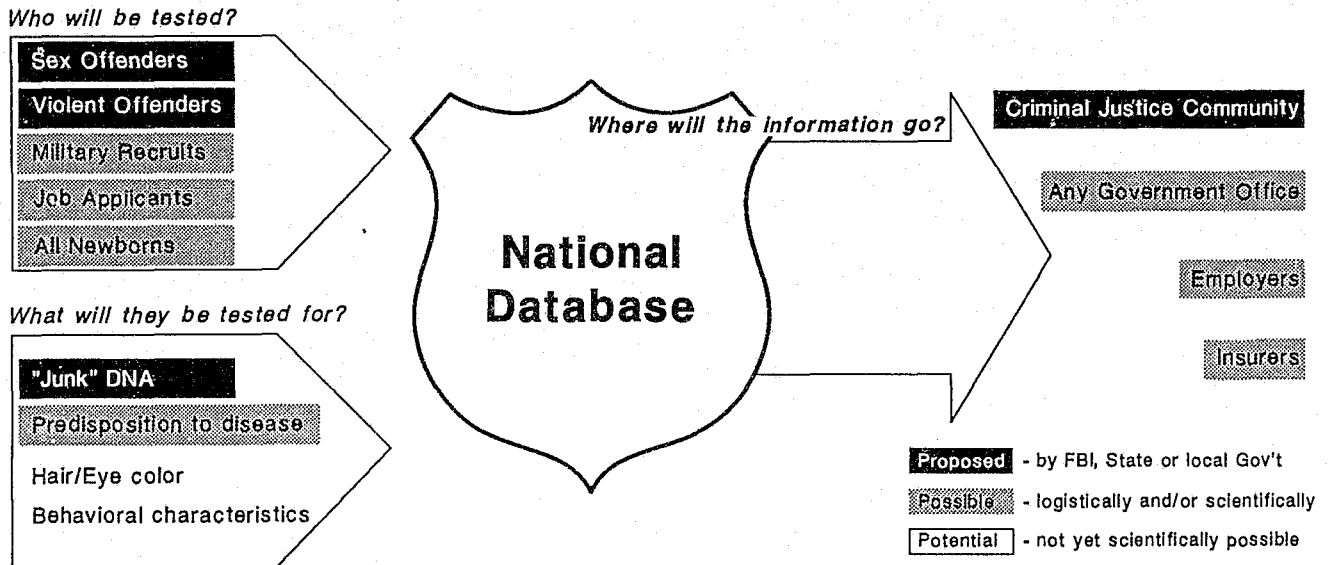 Who will be tested?
Sex Offenders
Violent Offenders
Military Recruits
Job Applicants
All Newborns
What will they be tested for?
"Junk" DNA
Predisposition to disease
Hair/Eye color
Behavioral characteristics
National
Database
Where will the information go?
Criminal Justice Community
Any Government Office
Employers
Insurers
Proposed - by FBI, State or local Gov't
Possible - logistically and/or scientifically
Potential - not yet scientifically possible